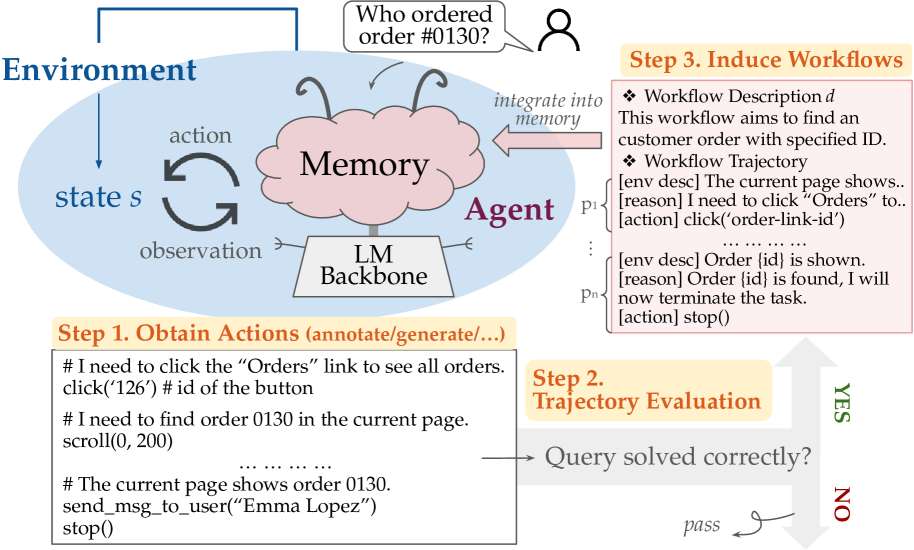 Who ordered
order #0130?
Environment
action
state s
observation
Memory
Agent
LM
Backbone
integrate into
memory
Step 3. Induce Workflows
❖ Workflow Description d
This workflow aims to find an
customer order with specified ID.
❖ Workflow Trajectory
[env desc] The current page shows..
[reason] I need to click “Orders” to..
[action] click(‘order-link-id’)
p1
… … … …
⋮
[env desc] Order {id} is shown.
[reason] Order {id} is found, I will
now terminate the task.
[action] stop()
pn
Step 1. Obtain Actions (annotate/generate/…)
# I need to click the “Orders” link to see all orders.
click(‘126’) # id of the button
# I need to find order 0130 in the current page.
scroll(0, 200)
… … … …
# The current page shows order 0130.
send_msg_to_user(“Emma Lopez”)
stop()
Step 2.
Trajectory Evaluation
Query solved correctly?
YES
NO
pass